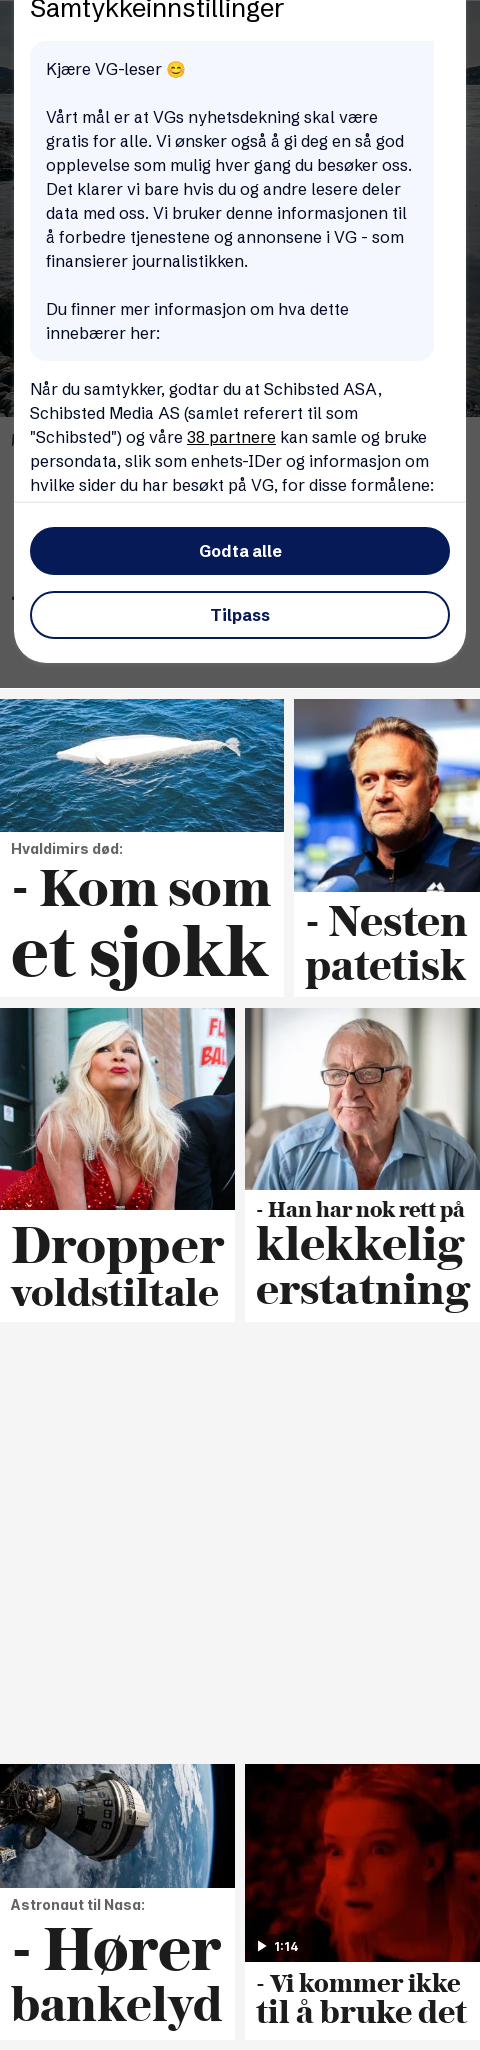 Samtykkeinnstillinger
Kjære VG-leser 😊
Vårt mål er at VGs nyhetsdekning skal være
gratis for alle. Vi ønsker også å gi deg en så god
opplevelse som mulig hver gang du besøker oss.
Det klarer vi bare hvis du og andre lesere deler
data med oss. Vi bruker denne informasjonen til
å forbedre tjenestene og annonsene i VG - som
finansierer journalistikken.
Du finner mer informasjon om hva dette
innebærer her:
Når du samtykker, godtar du at Schibsted ASA,
Schibsted Media AS (samlet referert til som
"Schibsted") og våre 38 partnere kan samle og bruke
persondata, slik som enhets-IDer og informasjon om
hvilke sider du har besøkt på VG, for disse formålene:
Godta alle
Tilpass
Hvaldimirs død:
- Kom som
et sjokk
- Nesten
patetisk
Dropper
voldstiltale
- Han har nok rett på
klekkelig
erstatning
Astronaut til Nasa:
- Hører
bankelyd
1:14
- Vi kommer ikke
til å bruke det